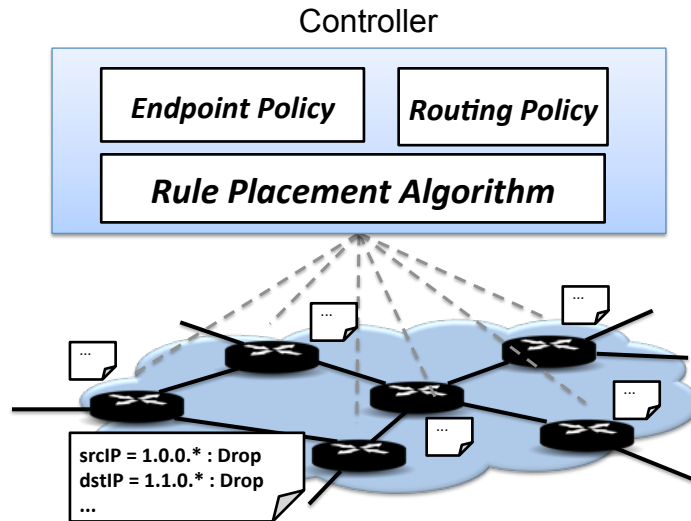 Controller
Endpoint Policy
Routing Policy
Rule Placement Algorithm
...
...
...
...
...
srcIP = 1.0.0.* : Drop
dstIP = 1.1.0.* : Drop
...